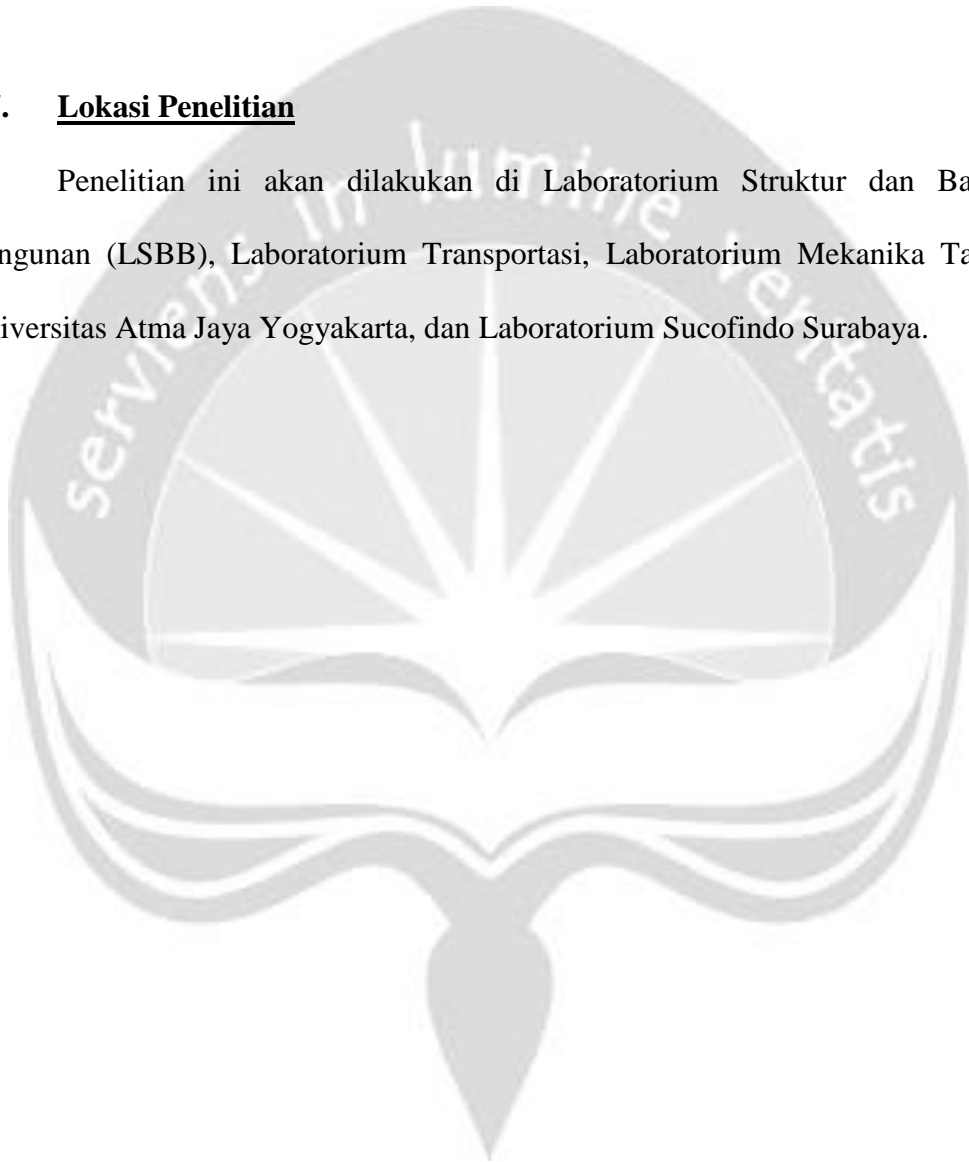 . Lokasi Penelitian
Penelitian ini akan dilakukan di Laboratorium Struktur dan Ba
ngunan (LSBB), Laboratorium Transportasi, Laboratorium Mekanika Ta
iversitas Atma Jaya Yogyakarta, dan Laboratorium Sucofindo Surabaya.
serviens in lumine veritatis